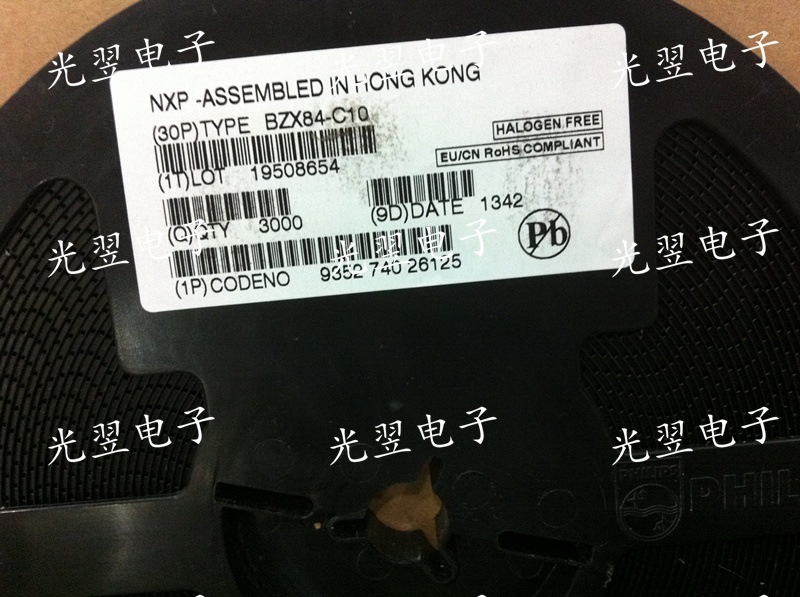 光翌电子 光翌电子 光翌电子
NXP -ASSEMBLED IN HONG KONG
(30P)TYPE BZX84-C10
HALOGEN FREE
EU/CN RoHS COMPLIANT
(1T)LOT 19508654
(Q)QTY 3000
(9D)DATE 1342
Pb
(1P)CODENO 9352 740 26125
光翌电子 光翌电子 光翌电子
光翌电子 光翌电子 光翌电子
PHILIPS
PHIL